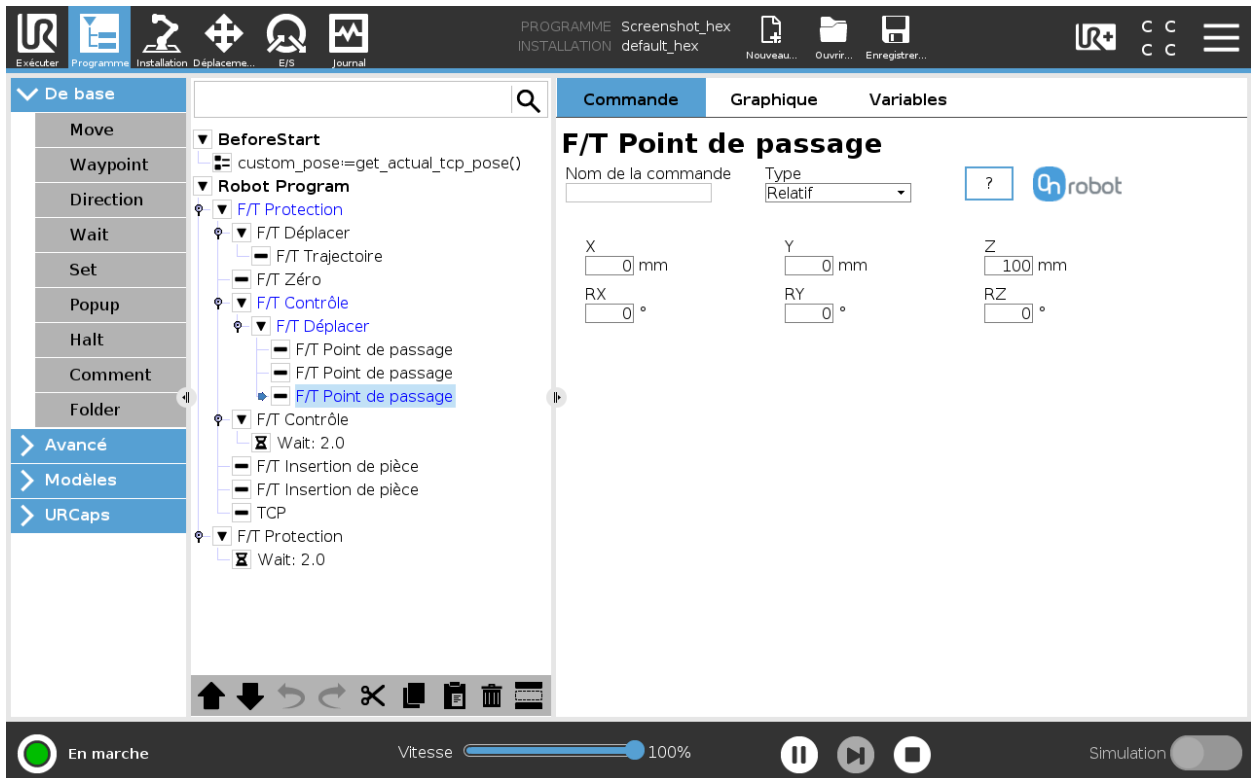 PROGRAMME Screenshot_hex
INSTALLATION default_hex
Exécuter Programme Installation Déplaceme... E/S Journal
Nouveau... Ouvrir... Enregistrer...
UR+
C C
C C
De base
Move
Waypoint
Direction
Wait
Set
Popup
Halt
Comment
Folder
Avancé
Modèles
URCaps
BeforeStart
custom_pose:=get_actual_tcp_pose()
Robot Program
F/T Protection
F/T Déplacer
F/T Trajectoire
F/T Zéro
F/T Contrôle
F/T Déplacer
F/T Point de passage
F/T Point de passage
F/T Point de passage
F/T Contrôle
Wait: 2.0
F/T Insertion de pièce
F/T Insertion de pièce
TCP
F/T Protection
Wait: 2.0
Commande Graphique Variables
F/T Point de passage
Nom de la commande Type
Relatif
?
On robot
X Y Z
0 mm 0 mm 100 mm
RX RY RZ
0 ° 0 ° 0 °
En marche
Vitesse 100%
Simulation